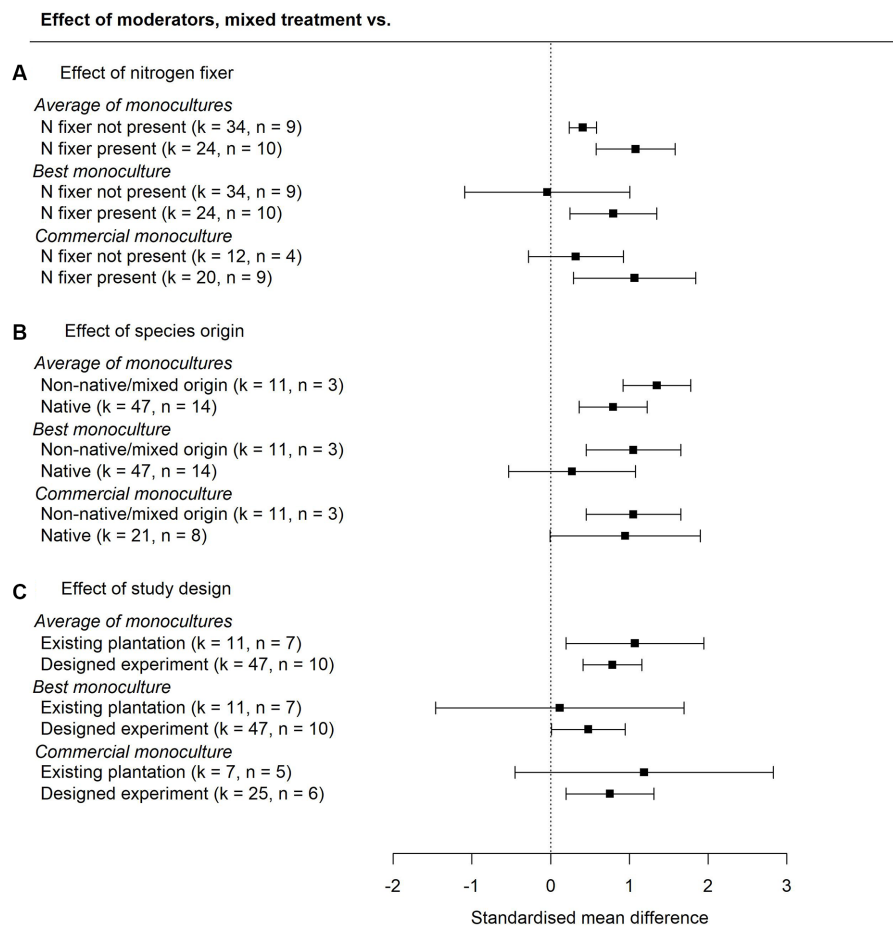 Effect of moderators, mixed treatment vs.
A Effect of nitrogen fixer
Average of monocultures
N fixer not present (k = 34, n = 9)
N fixer present (k = 24, n = 10)
Best monoculture
N fixer not present (k = 34, n = 9)
N fixer present (k = 24, n = 10)
Commercial monoculture
N fixer not present (k = 12, n = 4)
N fixer present (k = 20, n = 9)
B Effect of species origin
Average of monocultures
Non-native/mixed origin (k = 11, n = 3)
Native (k = 47, n = 14)
Best monoculture
Non-native/mixed origin (k = 11, n = 3)
Native (k = 47, n = 14)
Commercial monoculture
Non-native/mixed origin (k = 11, n = 3)
Native (k = 21, n = 8)
C Effect of study design
Average of monocultures
Existing plantation (k = 11, n = 7)
Designed experiment (k = 47, n = 10)
Best monoculture
Existing plantation (k = 11, n = 7)
Designed experiment (k = 47, n = 10)
Commercial monoculture
Existing plantation (k = 7, n = 5)
Designed experiment (k = 25, n = 6)
-2 -1 0 1 2 3
Standardised mean difference